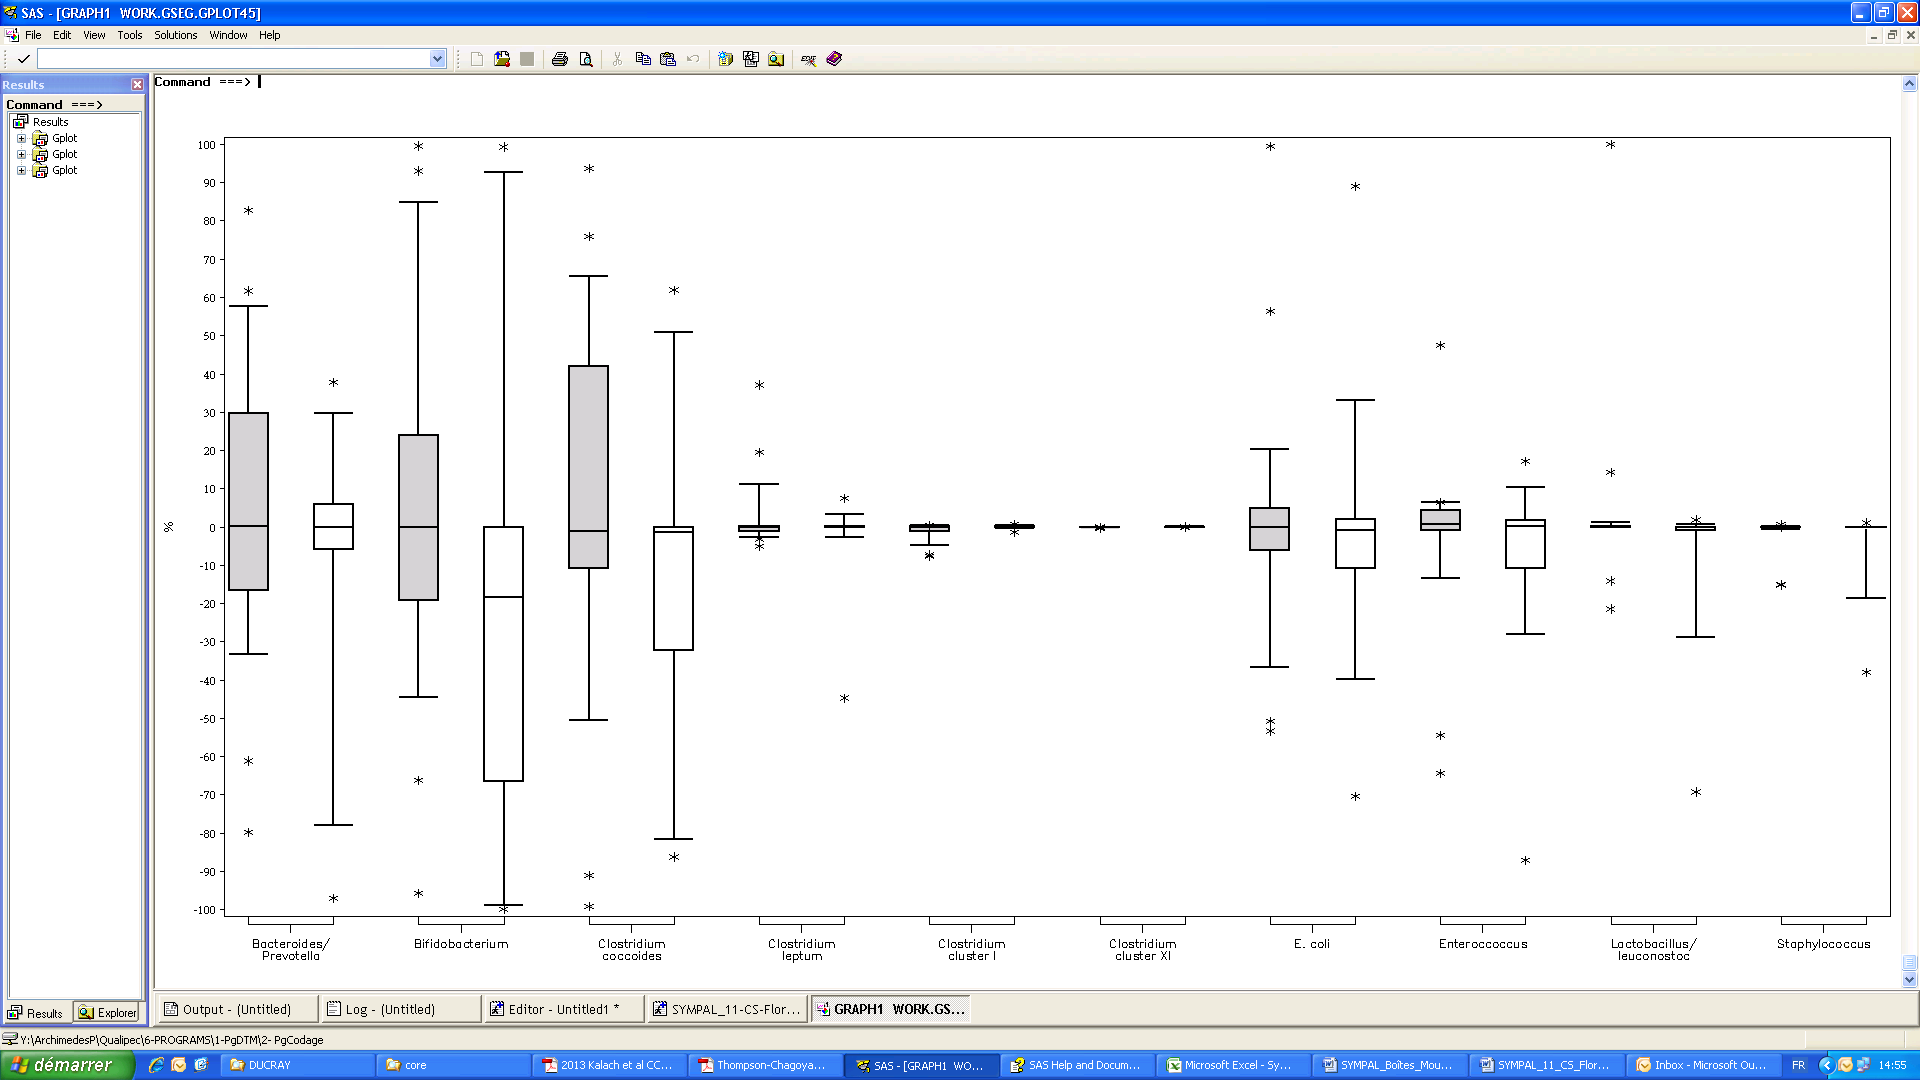 SAS - [GRAPH1 WORK.GSEG.GPLOT45]
File Edit View Tools Solutions Window Help
Results
Command ===>
Command ===>
Results
Gplot
Gplot
Gplot
100
90
80
70
60
50
40
30
20
10
0
-10
-20
-30
-40
-50
-60
-70
-80
-90
-100
%
Bacteroides/
Prevotella
Bifidobacterium
Clostridium
coccoides
Clostridium
leptum
Clostridium
cluster I
Clostridium
cluster XI
E. coli
Enteroccoccus
Lactobacillus/
leuconostoc
Staphylococcus
Results Explorer
Output - (Untitled) Log - (Untitled) Editor - Untitled1 * SYMPAL_11-CS-Flor... GRAPH1 WORK.GS...
Y:\ArchimedesP\Qualipec\6-PROGRAMS\1-PgDTM\2- PgCodage
démarrer DUCRAY core 2013 Kalach et al CC... Thompson-Chagoya... SAS - [GRAPH1 WO... SAS Help and Docum... Microsoft Excel - Sy... SYMPAL_Boîtes_Mou... SYMPAL_11_CS_Flor... Inbox - Microsoft Ou... FR 14:55